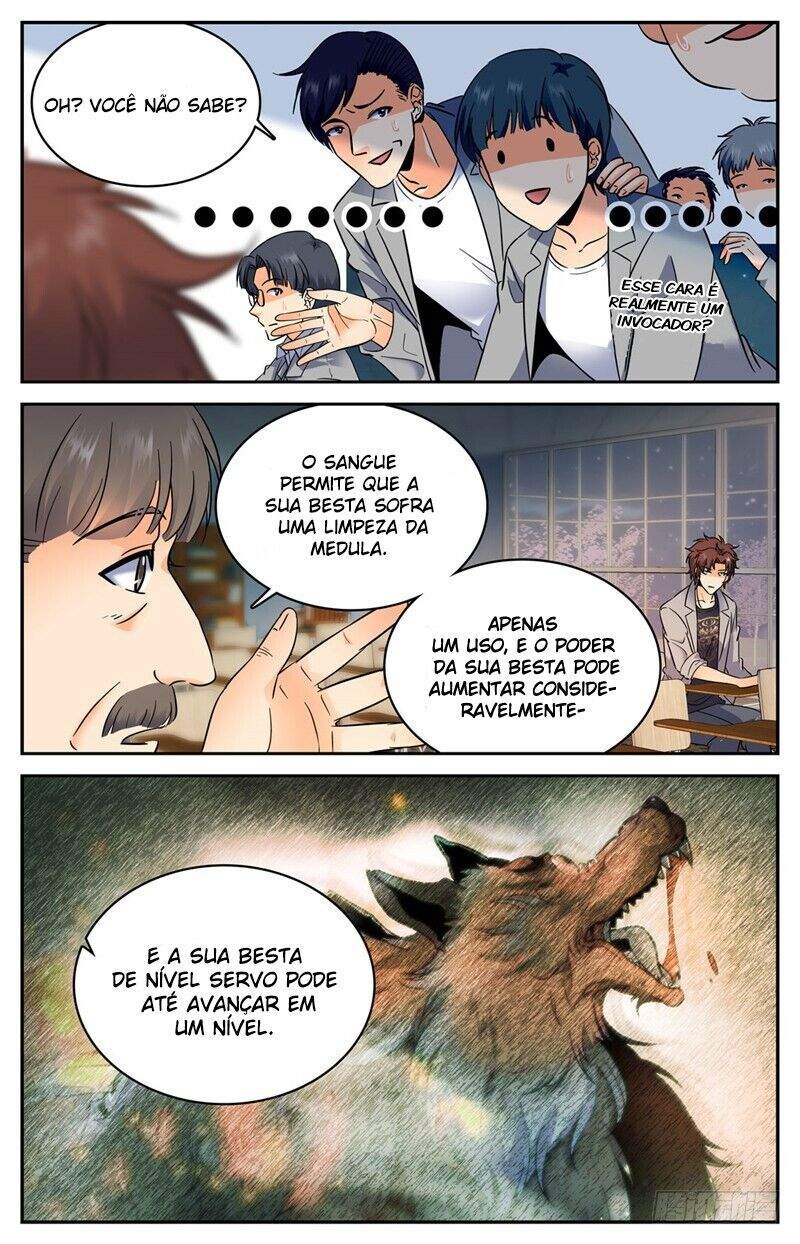 OH? VOCÊ NÃO SABE?
ESSE CARA É
REALMENTE UM
INVOCADOR?
O SANGUE
PERMITE QUE A
SUA BESTA SOFRA
UMA LIMPEZA DA
MEDULA.
APENAS
UM USO, E O PODER
DA SUA BESTA PODE
AUMENTAR CONSIDE-
RAVELMENTE-
E A SUA BESTA
DE NÍVEL SERVO PODE
ATÉ AVANÇAR EM
UM NÍVEL.